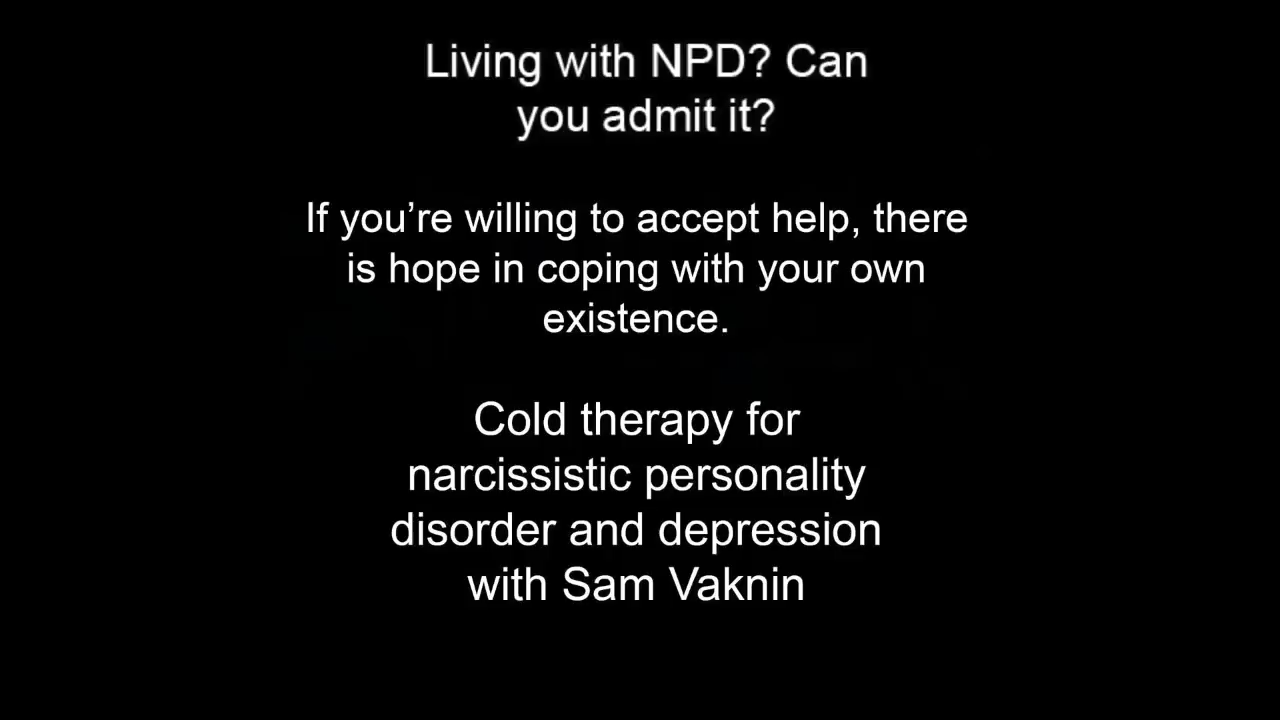 Living with NPD? Can
you admit it?
If you’re willing to accept help, there
is hope in coping with your own
existence.
Cold therapy for
narcissistic personality
disorder and depression
with Sam Vaknin